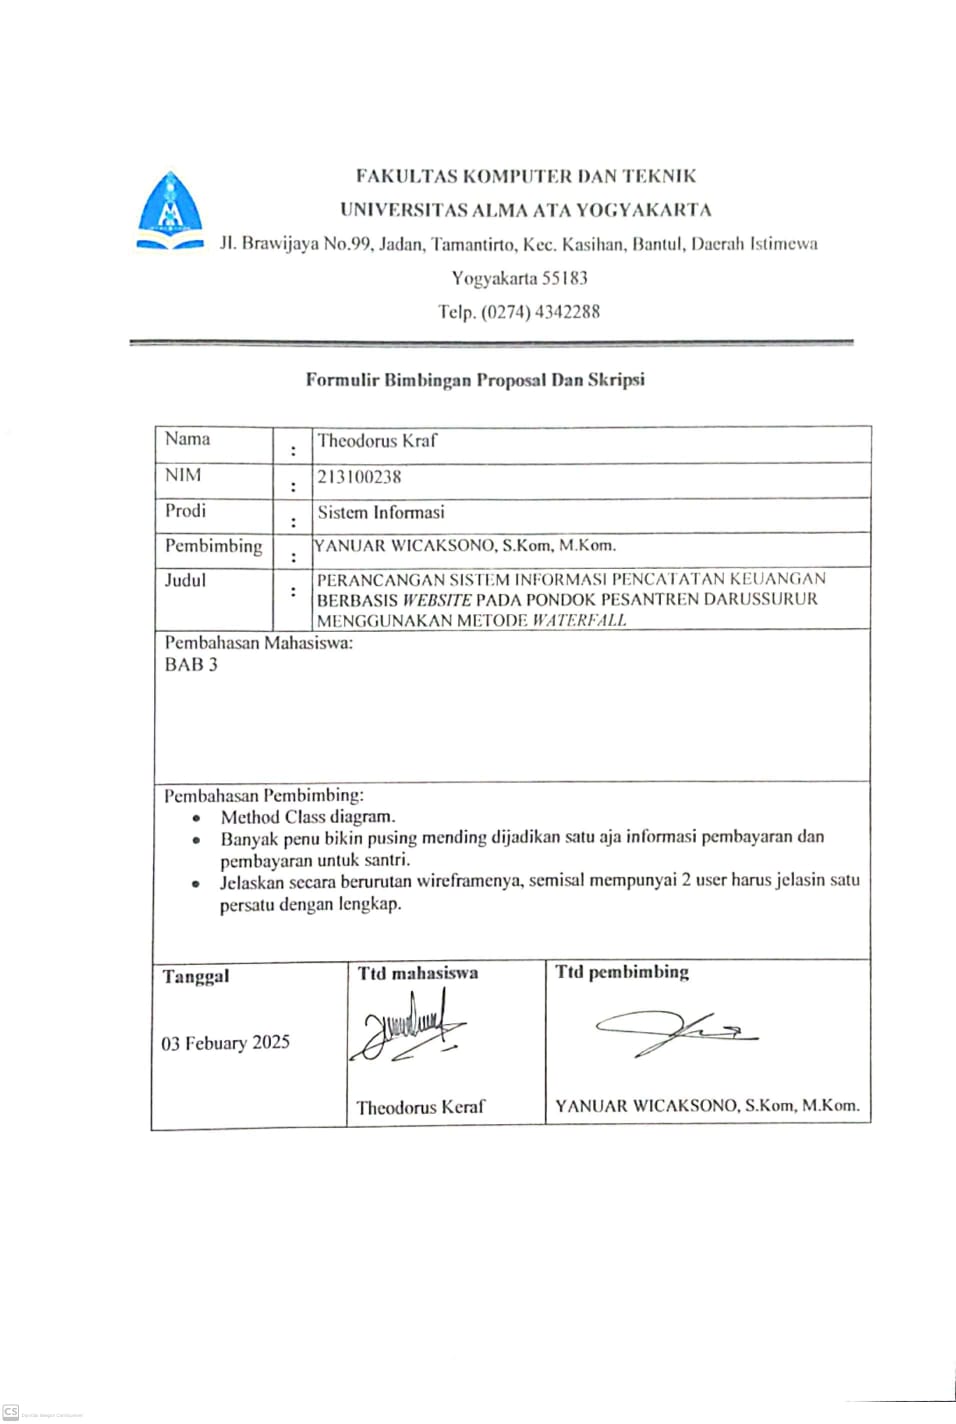 FAKULTAS KOMPUTER DAN TEKNIK
UNIVERSITAS ALMA ATA YOGYAKARTA
Jl. Brawijaya No.99, Jadan, Tamantirto, Kec. Kasihan, Bantul, Daerah Istimewa
Yogyakarta 55183
Telp. (0274) 4342288
Formulir Bimbingan Proposal Dan Skripsi
Nama : Theodorus Kraf
NIM : 213100238
Prodi : Sistem Informasi
Pembimbing : YANUAR WICAKSONO, S.Kom, M.Kom.
Judul : PERANCANGAN SISTEM INFORMASI PENCATATAN KEUANGAN
BERBASIS WEBSITE PADA PONDOK PESANTREN DARUSSURUR
MENGGUNAKAN METODE WATERFALL
Pembahasan Mahasiswa:
BAB 3
Pembahasan Pembimbing:
• Method Class diagram.
• Banyak penu bikin pusing mending dijadikan satu aja informasi pembayaran dan
pembayaran untuk santri.
• Jelaskan secara berurutan wireframenya, semisal mempunyai 2 user harus jelasin satu
persatu dengan lengkap.
Tanggal Ttd mahasiswa Ttd pembimbing
03 Febuary 2025
Theodorus Keraf YANUAR WICAKSONO, S.Kom, M.Kom.
CS